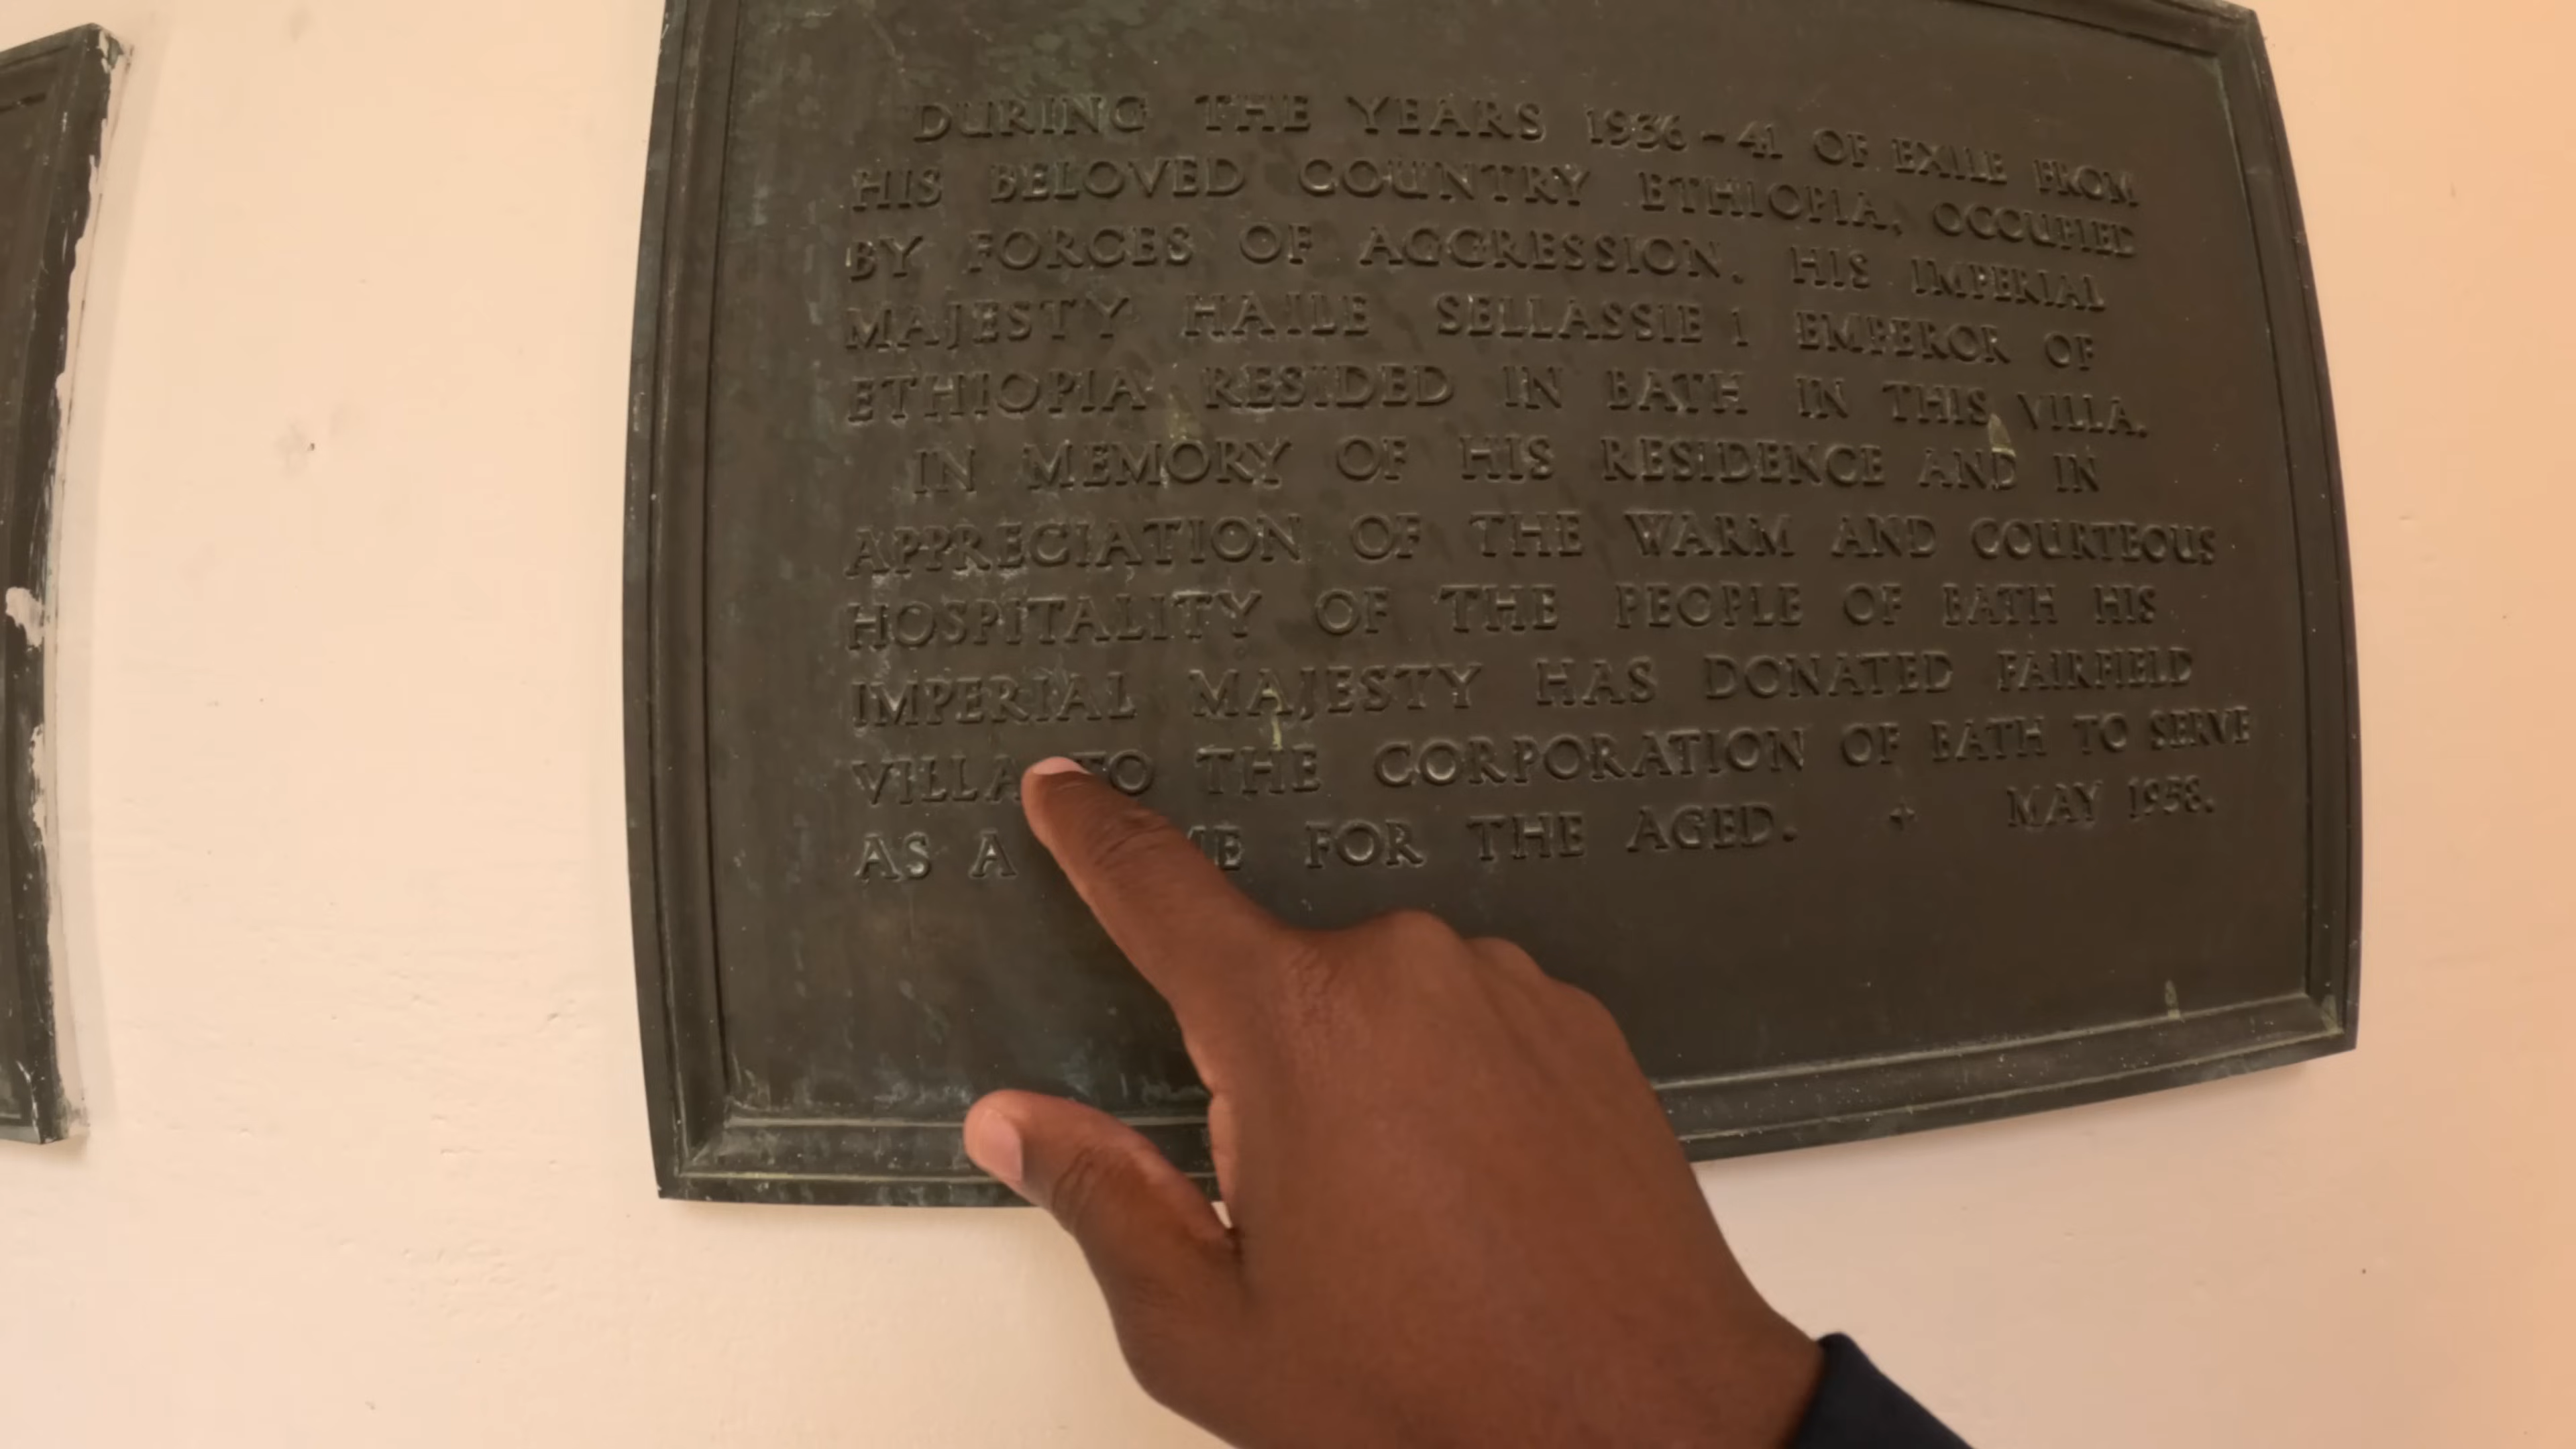 DURING THE YEARS 1936-41 OF EXILE FROM
HIS BELOVED COUNTRY ETHIOPIA, OCCUPIED
BY FORCES OF AGGRESSION, HIS IMPERIAL
MAJESTY HAILE SELLASSIE I EMPEROR OF
ETHIOPIA RESIDED IN BATH IN THIS VILLA.
IN MEMORY OF HIS RESIDENCE AND IN
APPRECIATION OF THE WARM AND COURTEOUS
HOSPITALITY OF THE PEOPLE OF BATH HIS
IMPERIAL MAJESTY HAS DONATED FAIRFIELD
VILLA TO THE CORPORATION OF BATH TO SERVE
AS A ME FOR THE AGED. + MAY 1958.